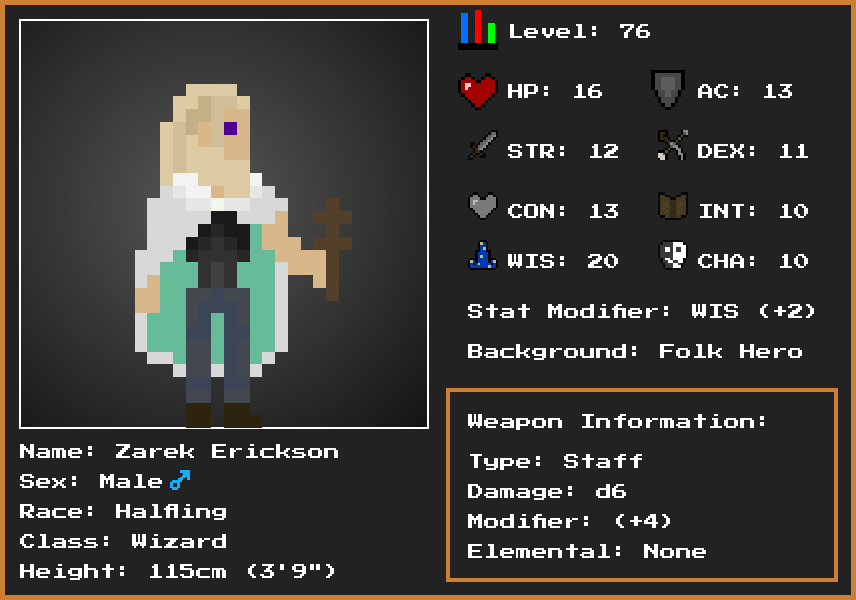 Level: 76
HP: 16 AC: 13
STR: 12 DEX: 11
CON: 13 INT: 10
WIS: 20 CHA: 10
Stat Modifier: WIS (+2)
Background: Folk Hero
Weapon Information:
Type: Staff
Damage: d6
Modifier: (+4)
Elemental: None
Name: Zarek Erickson
Sex: Male ♂
Race: Halfling
Class: Wizard
Height: 115cm (3'9")